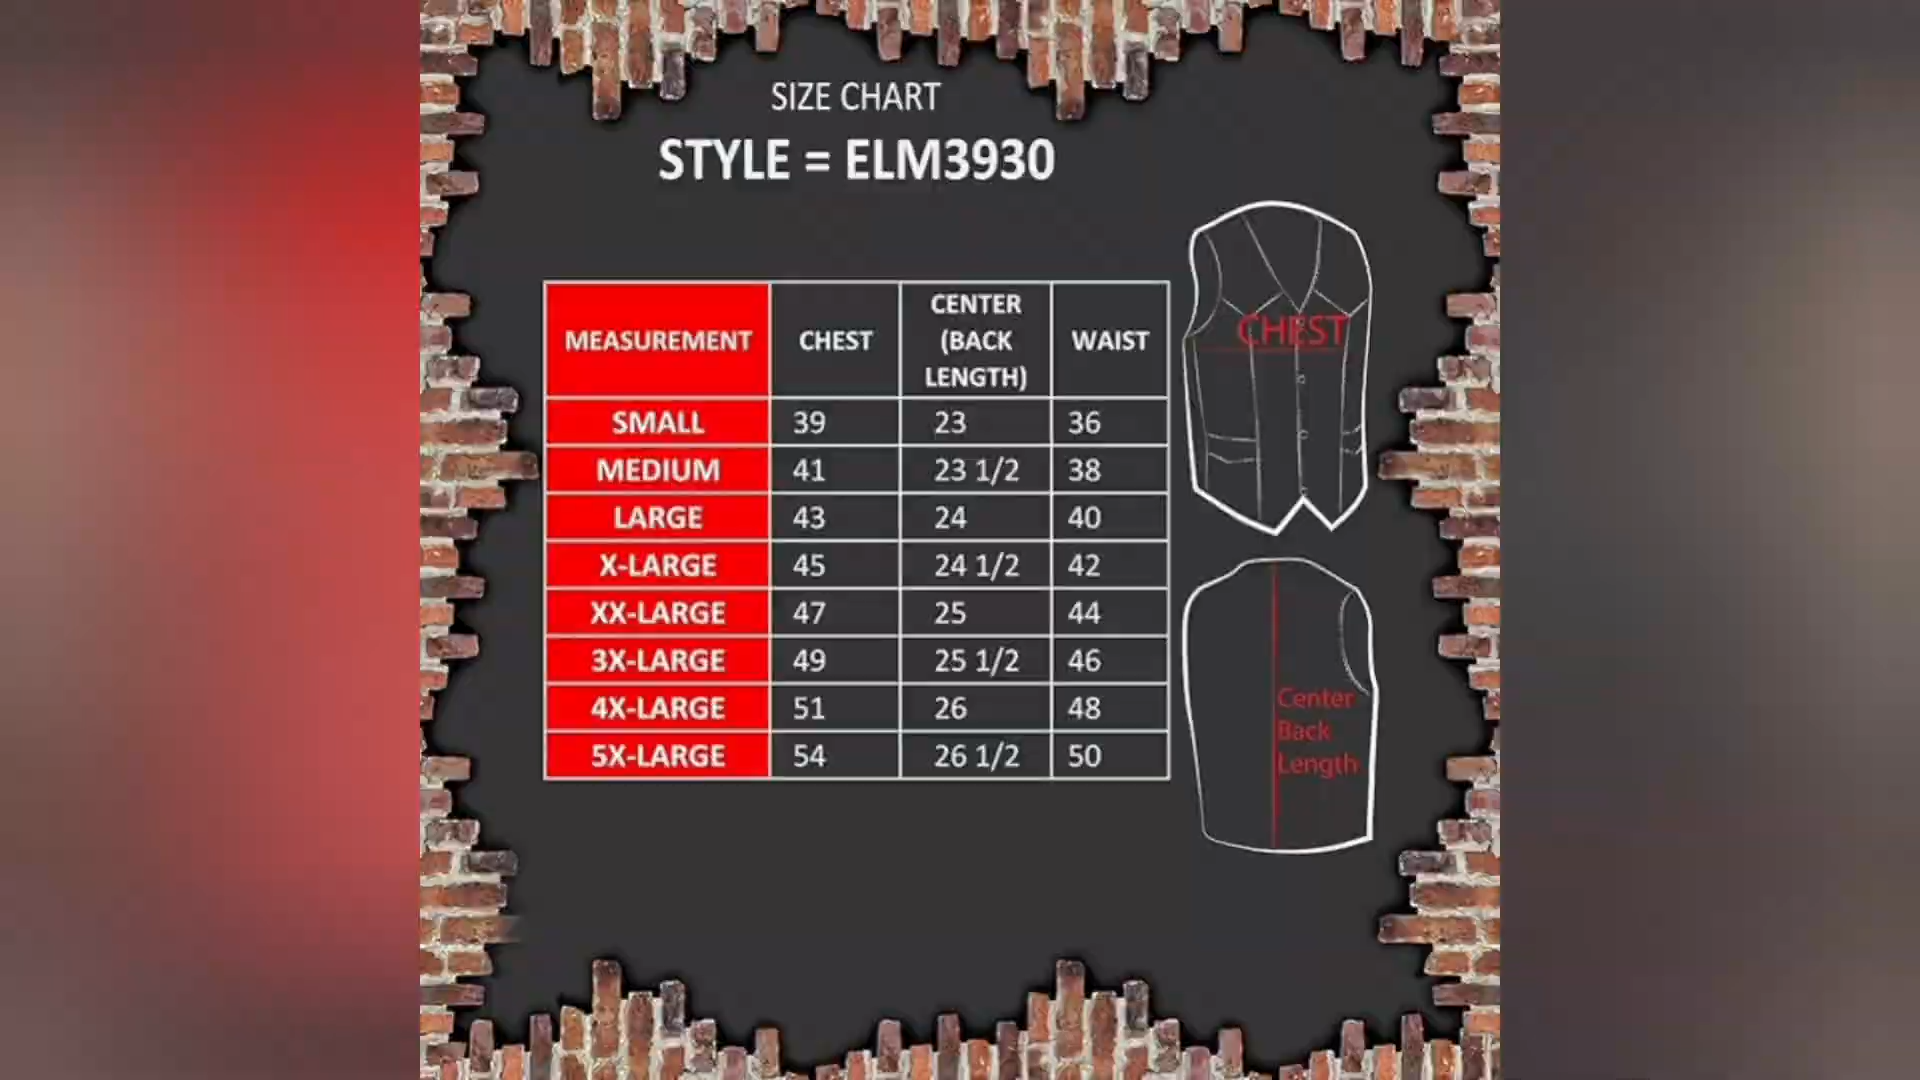 SIZE CHART
STYLE = ELM3930
MEASUREMENT CHEST CENTER (BACK LENGTH) WAIST
SMALL 39 23 36
MEDIUM 41 23 1/2 38
LARGE 43 24 40
X-LARGE 45 24 1/2 42
XX-LARGE 47 25 44
3X-LARGE 49 25 1/2 46
4X-LARGE 51 26 48
5X-LARGE 54 26 1/2 50
CHEST
Center
Back
Length